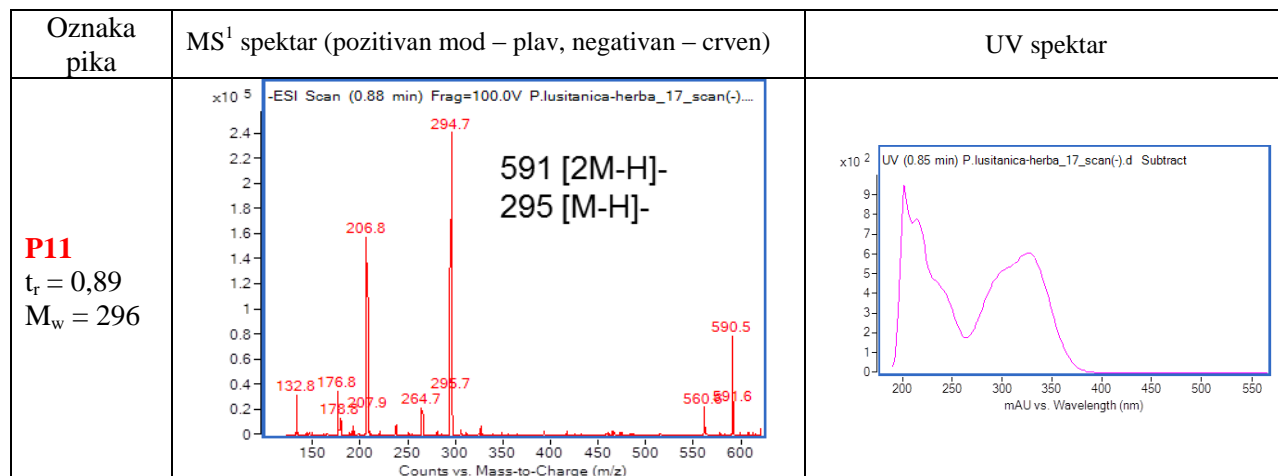 Oznaka pika
MS¹ spektar (pozitivan mod – plav, negativan – crven)
UV spektar
P11
tᵣ = 0,89
M_w = 296
x10 5
-ESI Scan (0.88 min) Frag=100.0V P.lusitanica-herba_17_scan(-)....
2.4
2.2
2
1.8
1.6
1.4
1.2
1
0.8
0.6
0.4
0.2
0
294.7
206.8
590.5
132.8
176.8
207.9
264.7
295.7
591.6
591 [2M-H]-
295 [M-H]-
150 200 250 300 350 400 450 500 550 600
Counts vs. Mass-to-Charge (m/z)
x10 2
UV (0.85 min) P.lusitanica-herba_17_scan(-).d Subtract
9
8
7
6
5
4
3
2
1
0
200 250 300 350 400 450 500 550
mAU vs. Wavelength (nm)